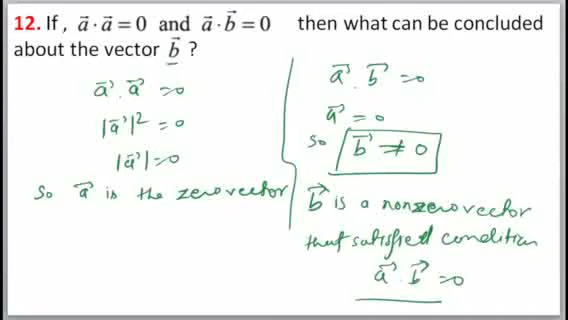 12. If, a⃗ · a⃗ = 0 and a⃗ · b⃗ = 0 then what can be concluded
about the vector b⃗ ?
a⃗ . a⃗ = 0
|a⃗|² = 0
|a⃗| = 0
So a⃗ is the zero vector
a⃗ . b⃗ = 0
a⃗ = 0
so b⃗ ≠ 0
b⃗ is a nonzero vector
that satisfied condition
a⃗ . b⃗ = 0